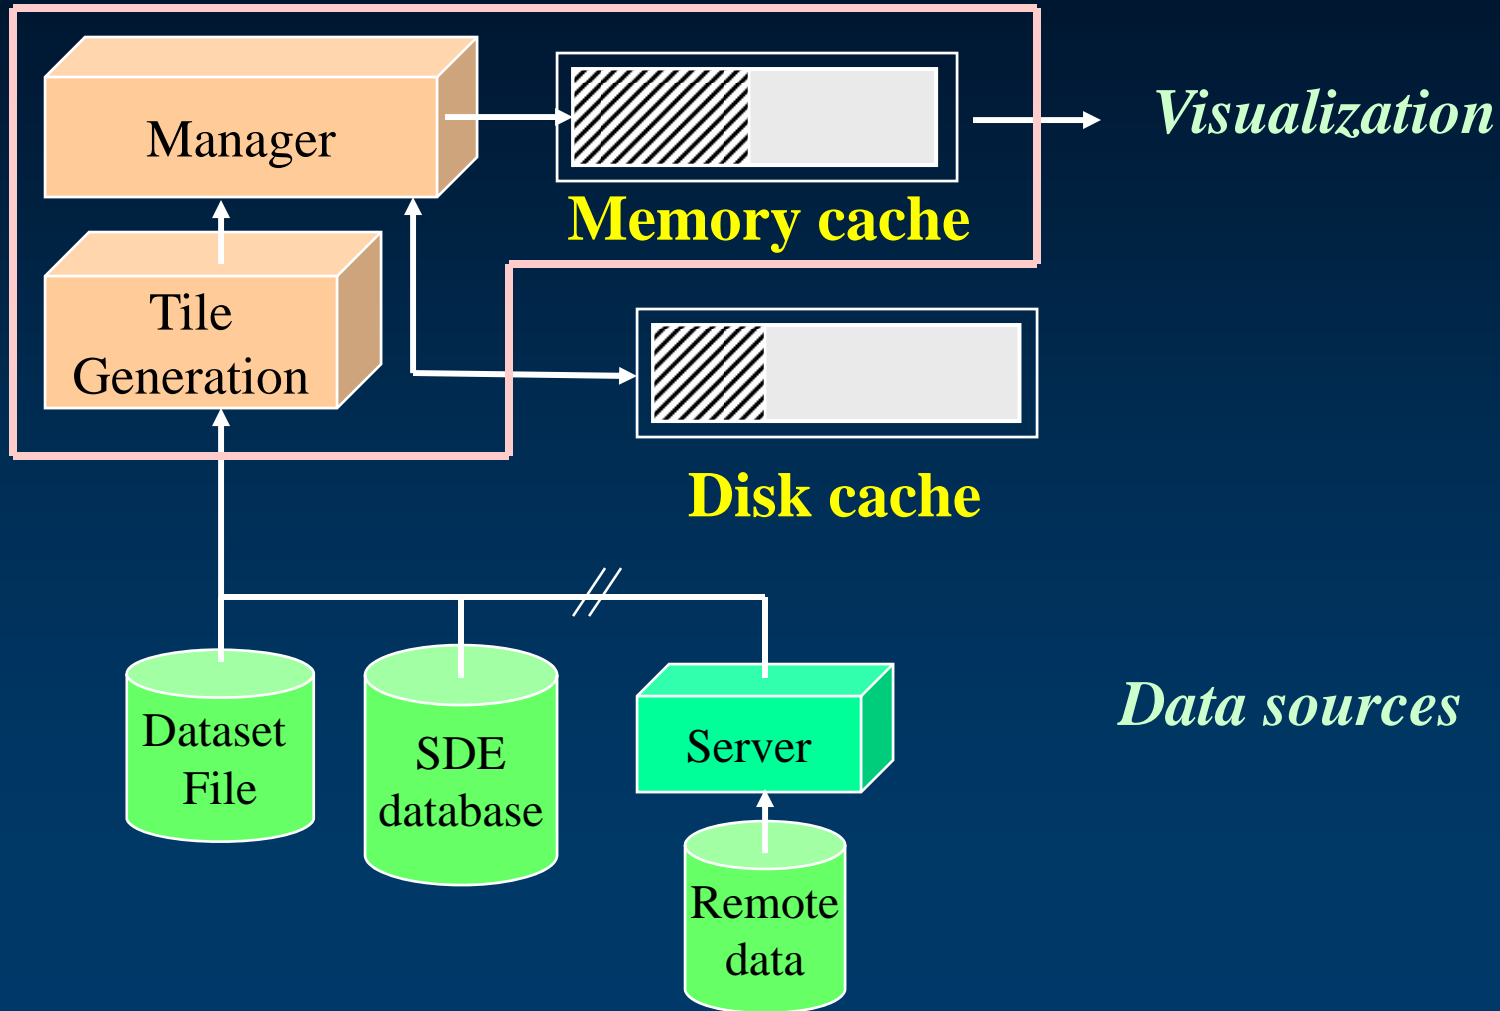 Manager
Visualization
Memory cache
Tile
Generation
Disk cache
Data sources
Dataset
File
SDE
database
Server
Remote
data